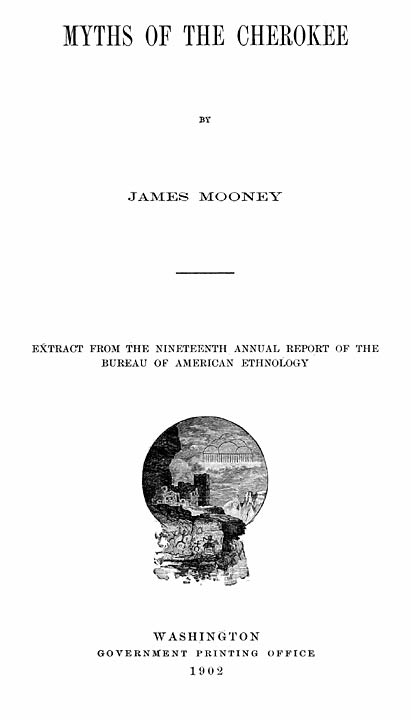 MYTHS OF THE CHEROKEE
BY
JAMES MOONEY
EXTRACT FROM THE NINETEENTH ANNUAL REPORT OF THE
BUREAU OF AMERICAN ETHNOLOGY
WASHINGTON
GOVERNMENT PRINTING OFFICE
1902